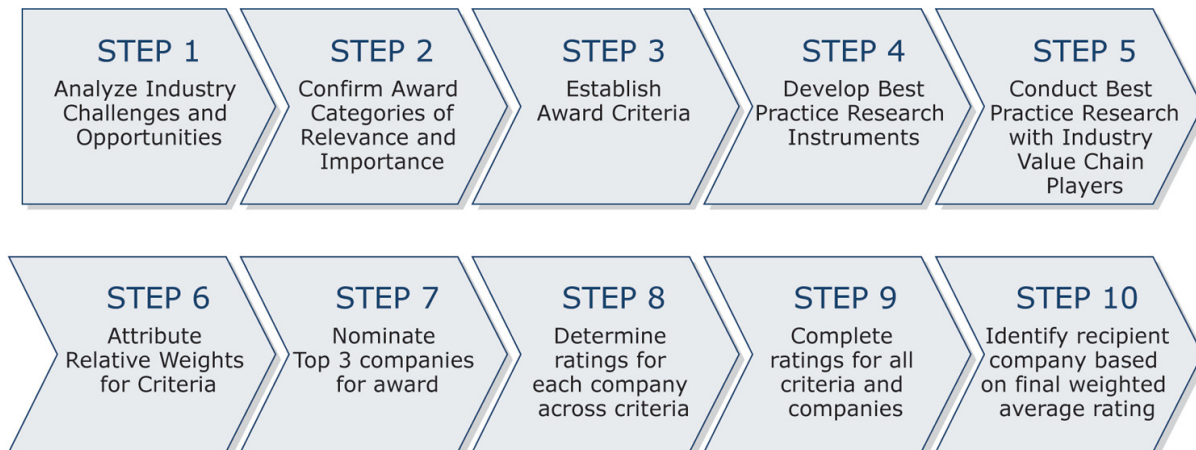 STEP 1
Analyze Industry
Challenges and
Opportunities
STEP 2
Confirm Award
Categories of
Relevance and
Importance
STEP 3
Establish
Award Criteria
STEP 4
Develop Best
Practice Research
Instruments
STEP 5
Conduct Best
Practice Research
with Industry
Value Chain
Players
STEP 6
Attribute
Relative Weights
for Criteria
STEP 7
Nominate
Top 3 companies
for award
STEP 8
Determine
ratings for
each company
across criteria
STEP 9
Complete
ratings for all
criteria and
companies
STEP 10
Identify recipient
company based
on final weighted
average rating